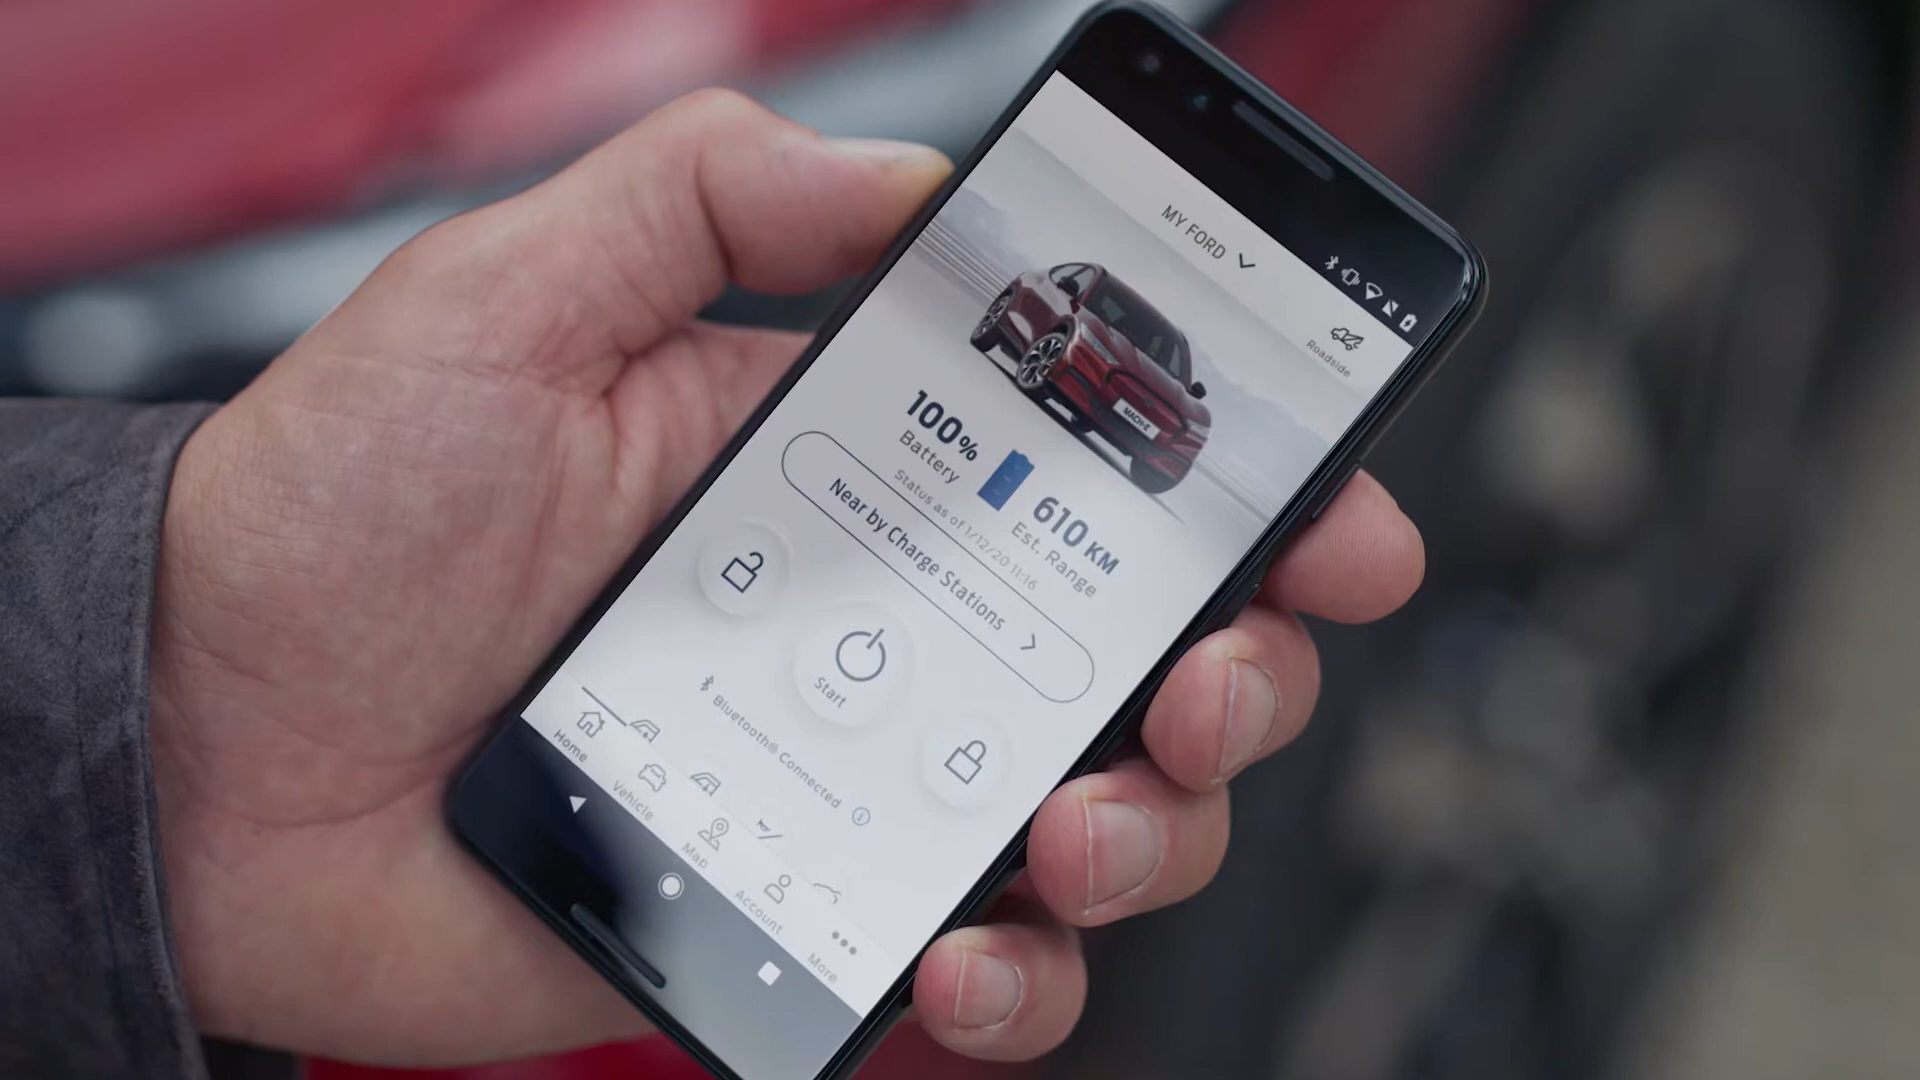 MY FORD
Roadside
MACH-E
100%
Battery
610 KM
Est. Range
Status as of 1/12/20 11:16
Near by Charge Stations
Start
Bluetooth® Connected
Home
Vehicle
Map
Account
More